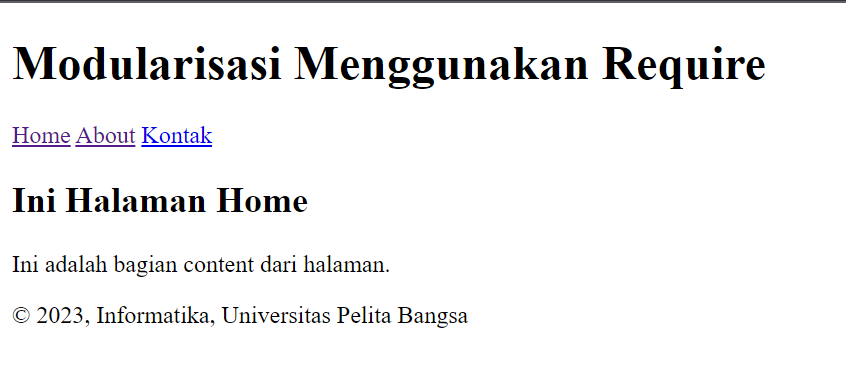 Modularisasi Menggunakan Require
Home About Kontak
Ini Halaman Home
Ini adalah bagian content dari halaman.
© 2023, Informatika, Universitas Pelita Bangsa